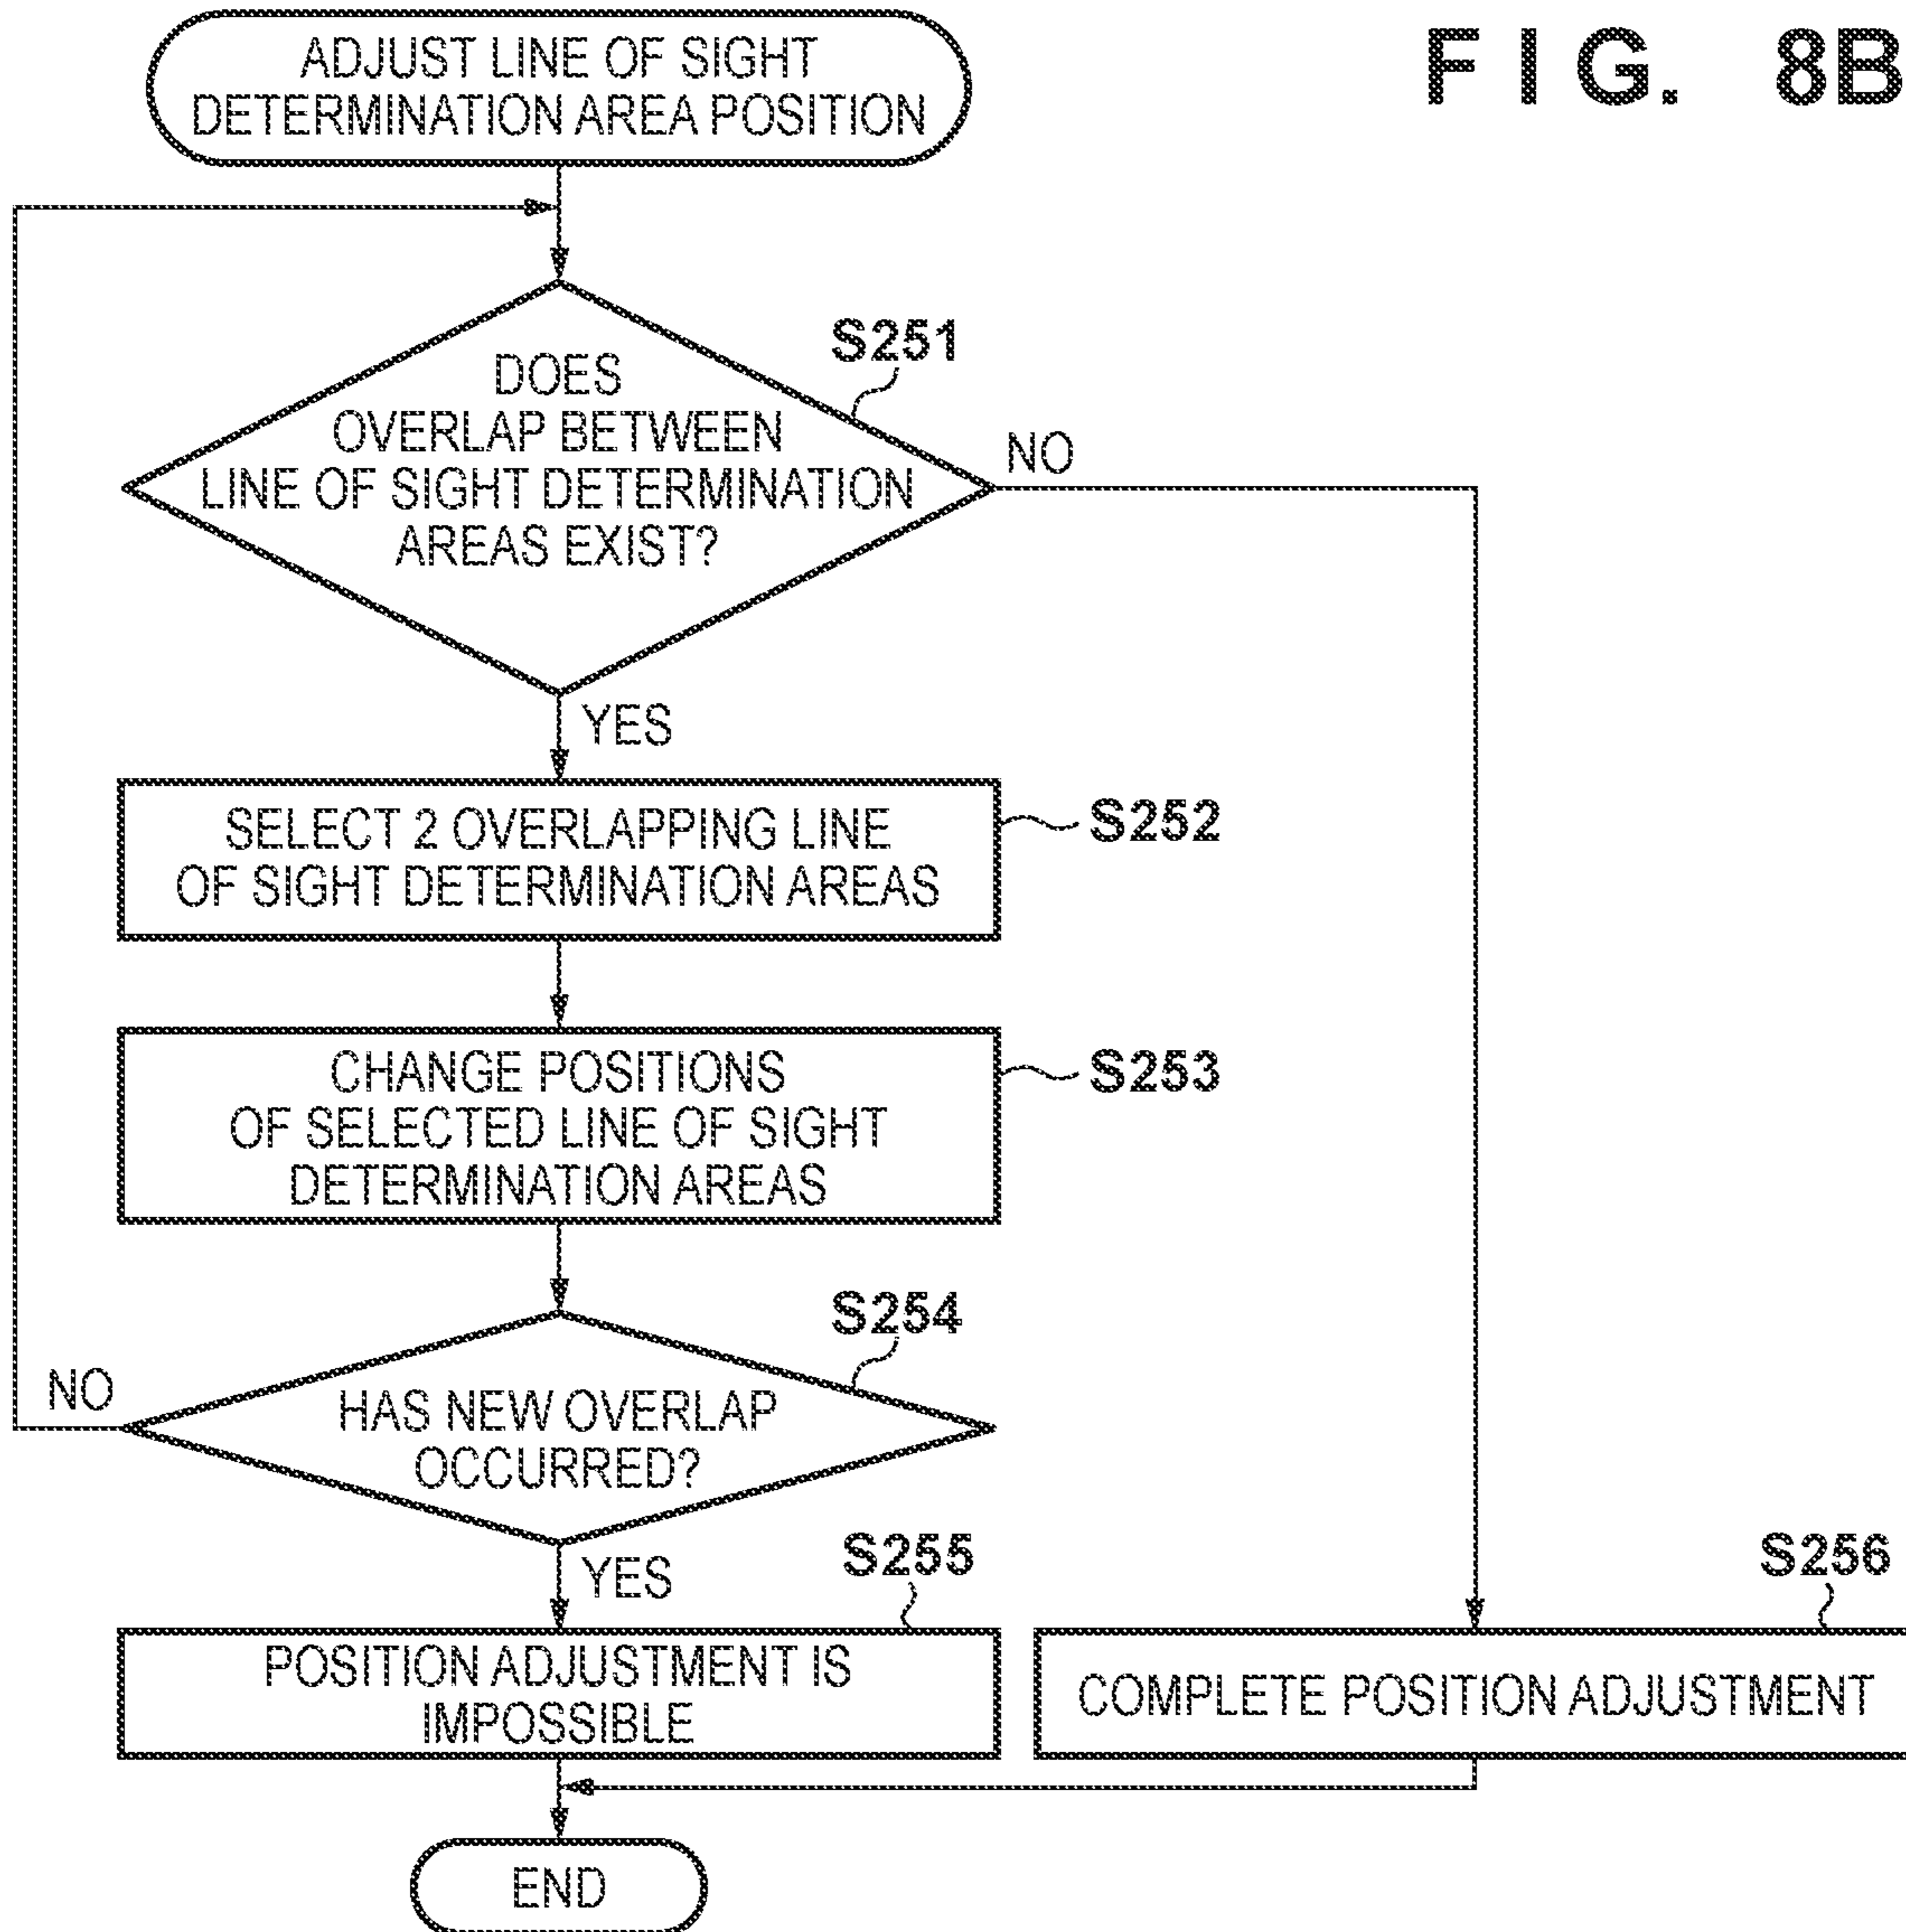 FIG. 8B
ADJUST LINE OF SIGHT
DETERMINATION AREA POSITION
S251
DOES
OVERLAP BETWEEN
LINE OF SIGHT DETERMINATION
AREAS EXIST?
NO
YES
SELECT 2 OVERLAPPING LINE
OF SIGHT DETERMINATION AREAS
S252
CHANGE POSITIONS
OF SELECTED LINE OF SIGHT
DETERMINATION AREAS
S253
S254
NO
HAS NEW OVERLAP
OCCURRED?
YES
S255
S256
POSITION ADJUSTMENT IS
IMPOSSIBLE
COMPLETE POSITION ADJUSTMENT
END